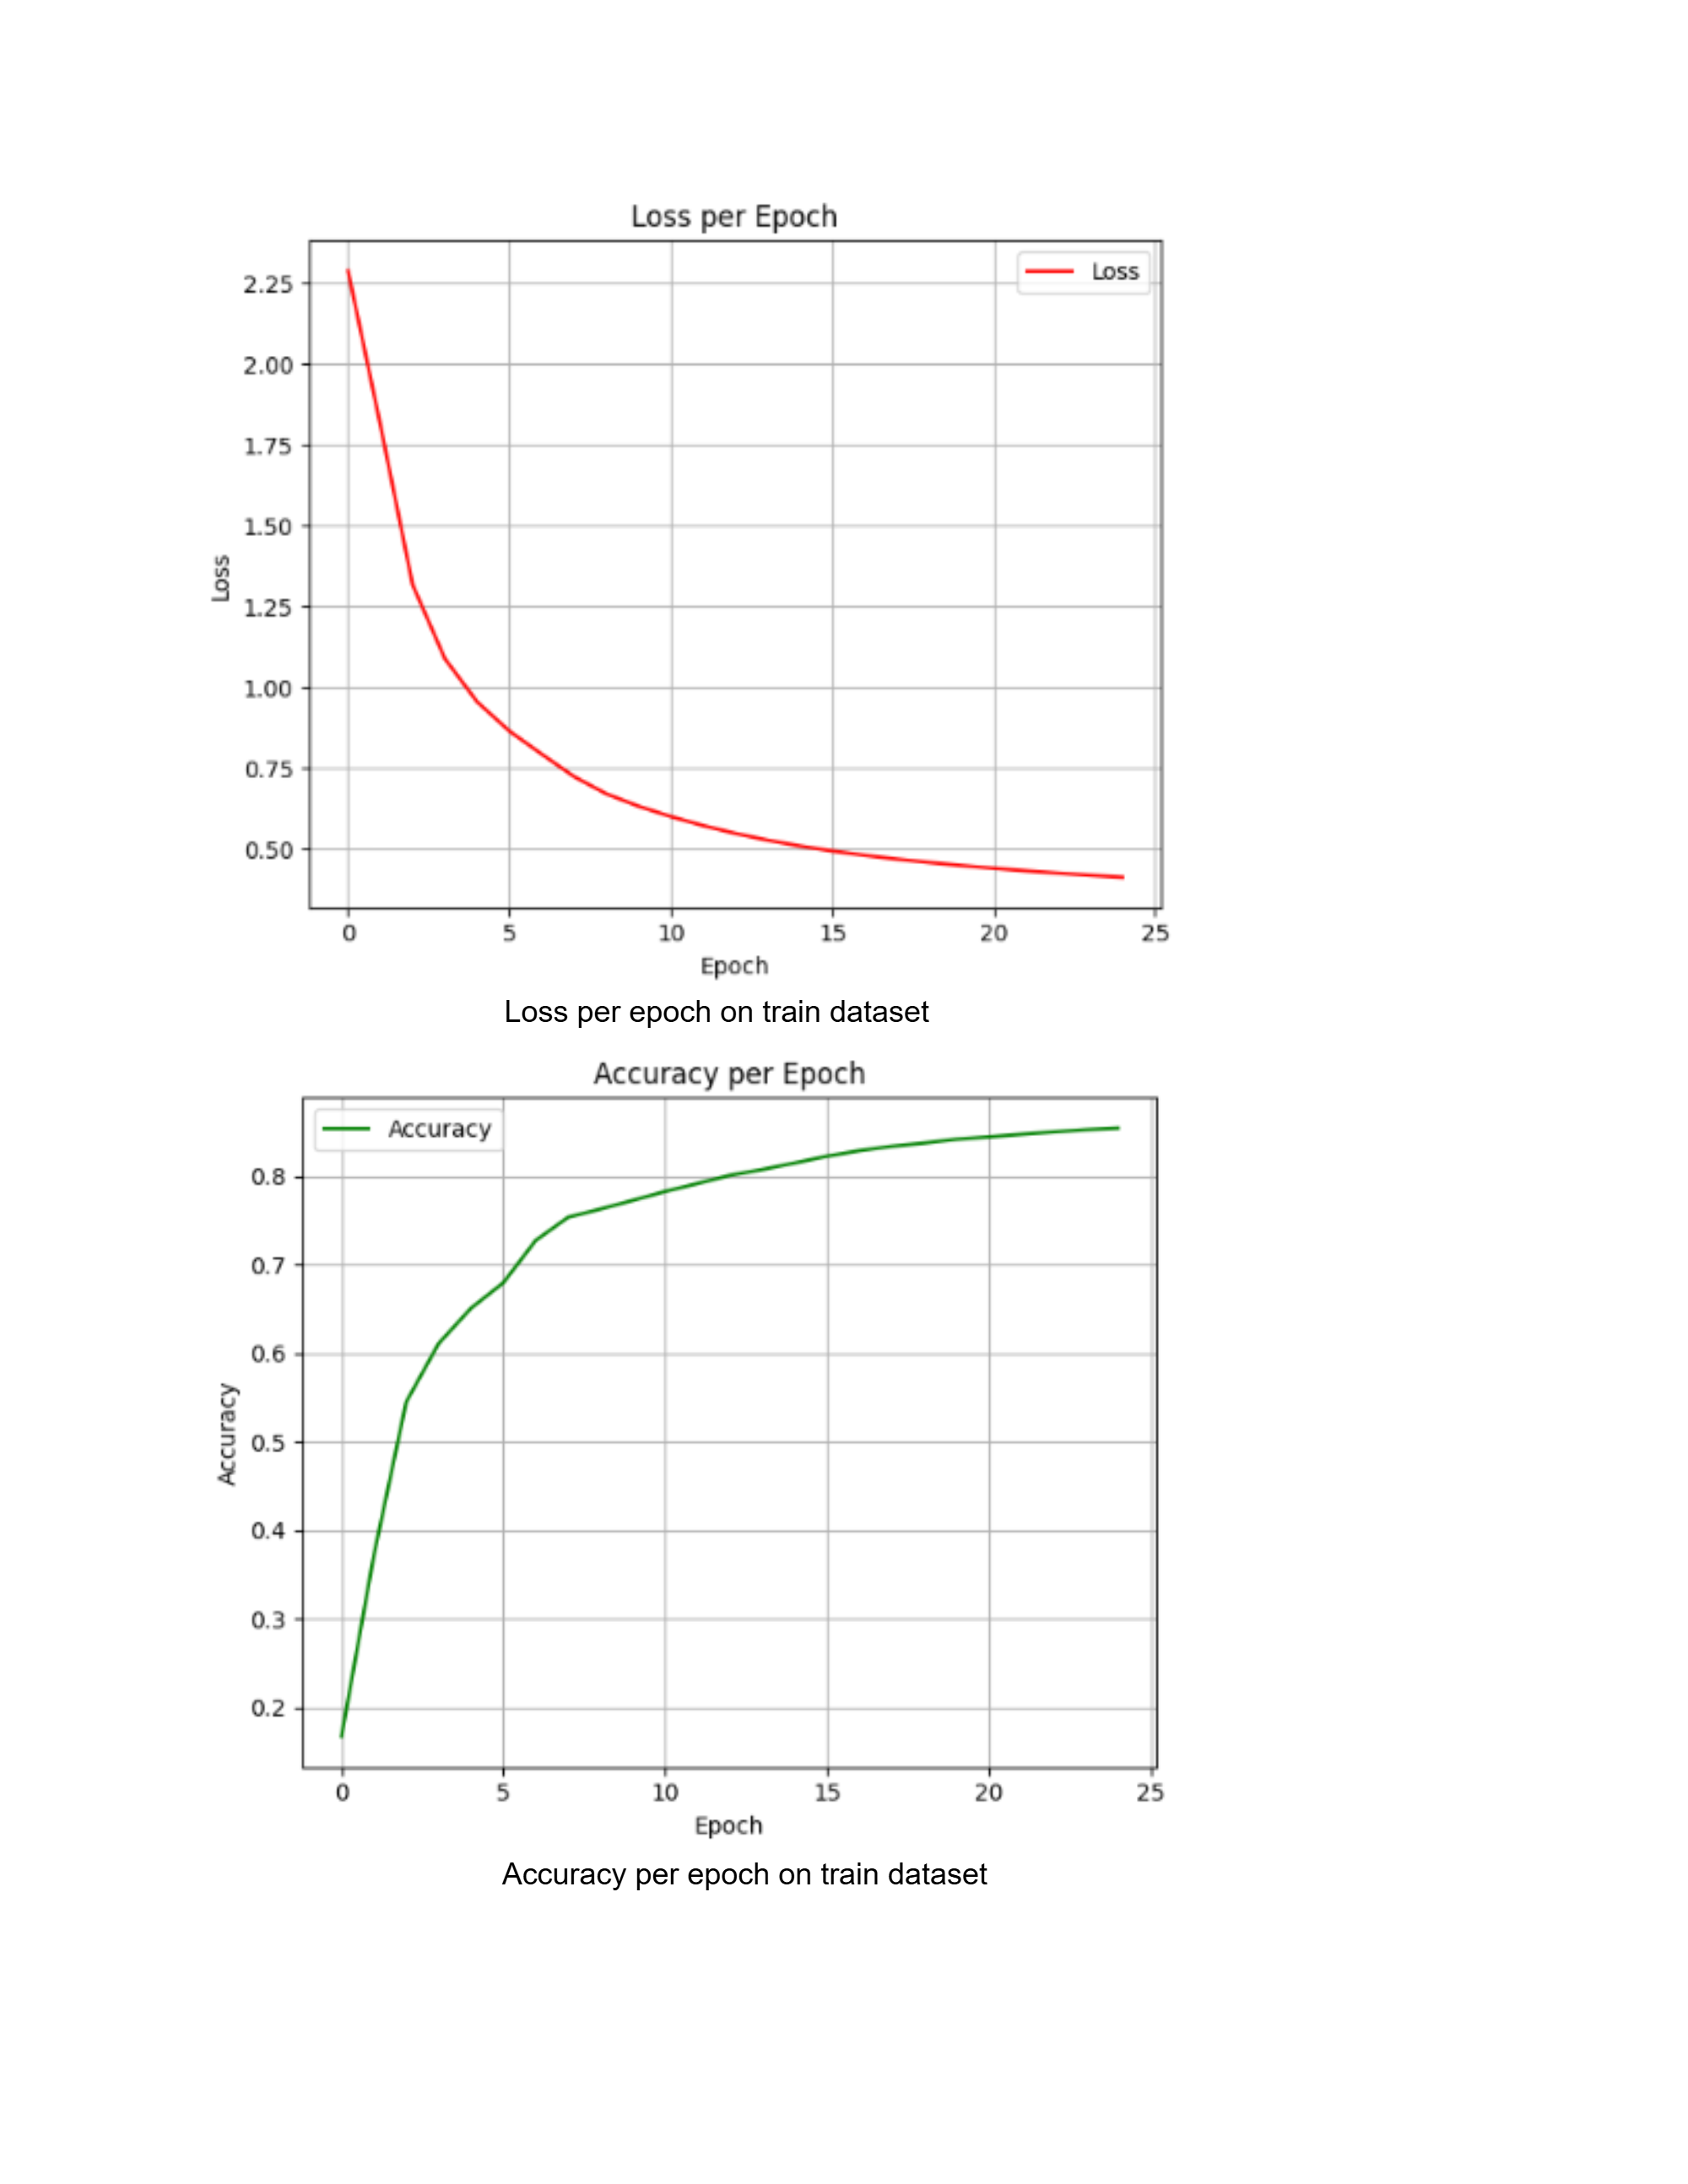 Loss per Epoch
Loss
2.25
2.00
1.75
1.50
1.25
1.00
0.75
0.50
Loss
0 5 10 15 20 25
Epoch
Loss per epoch on train dataset
Accuracy per Epoch
Accuracy
0.8
0.7
0.6
0.5
0.4
0.3
0.2
Accuracy
0 5 10 15 20 25
Epoch
Accuracy per epoch on train dataset